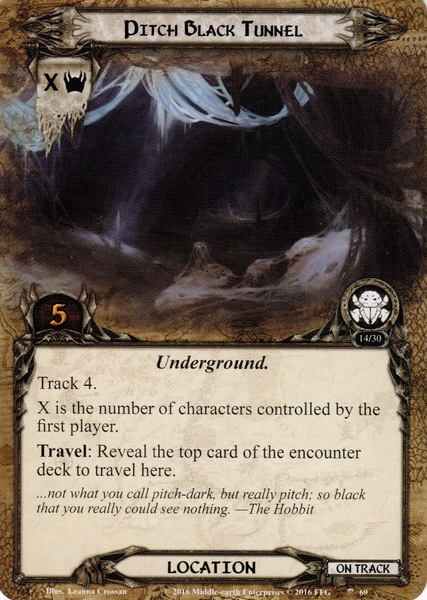 Pitch Black Tunnel
X
5
14/30
Underground.
Track 4.
X is the number of characters controlled by the
first player.
Travel: Reveal the top card of the encounter
deck to travel here.
...not what you call pitch-dark, but really pitch; so black
that you really could see nothing. —The Hobbit
LOCATION
ON TRACK
Illus. Leanna Crossan
2016 Middle-earth Enterprises © 2016 FFG
69